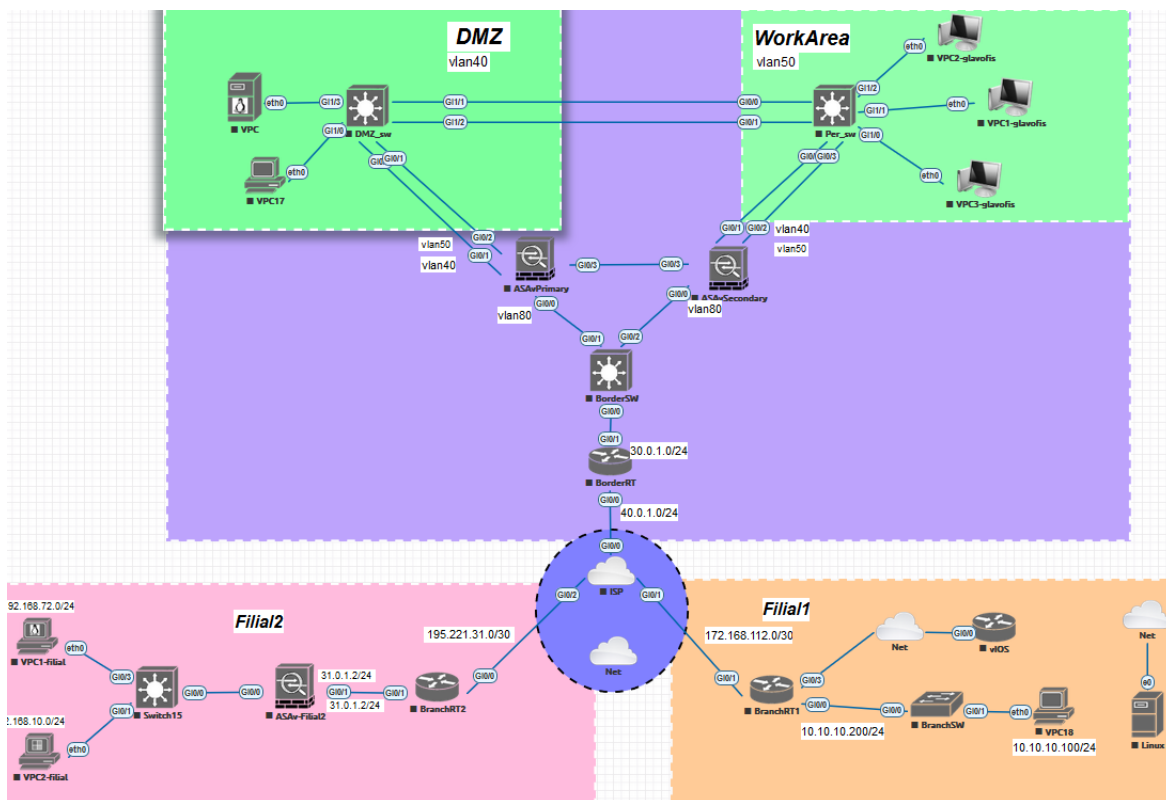 DMZ
vlan40
WorkArea
vlan50
VPC2-glavofis
eth0
Gi1/2
VPC
eth0
Gi1/3
Gi1/1
Gi0/0
Gi1/1
eth0
VPC1-glavofis
Gi1/0
DMZ_sw
Gi1/2
Gi0/1
Per_sw
Gi1/0
Gi0/1
Gi0/3
eth0
VPC17
eth0
VPC3-glavofis
vlan50
vlan40
Gi0/2
Gi0/1
Gi0/1
Gi0/2
vlan40
vlan50
ASAvPrimary
Gi0/3
Gi0/3
ASAvSecondary
Gi0/0
Gi0/0
vlan80
vlan80
Gi0/1
Gi0/2
BorderSW
Gi0/0
Gi0/1
30.0.1.0/24
BorderRT
Gi0/0
40.0.1.0/24
Gi0/0
ISP
Gi0/2
Gi0/1
Net
92.168.72.0/24
Filial2
VPC1-filial
eth0
Gi0/3
195.221.31.0/30
Gi0/0
Switch15
Gi0/0
Gi0/0
ASAv-Filial2
31.0.1.2/24
Gi0/1
31.0.1.2/24
Gi0/1
BranchRT2
2.168.10.0/24
Gi0/1
eth0
VPC2-filial
Filial1
172.168.112.0/30
Net
Gi0/0
vIOS
Net
Gi0/1
Gi0/3
BranchRT1
Gi0/0
BranchSW
Gi0/1
eth0
VPC18
10.10.10.200/24
10.10.10.100/24
e0
Linux